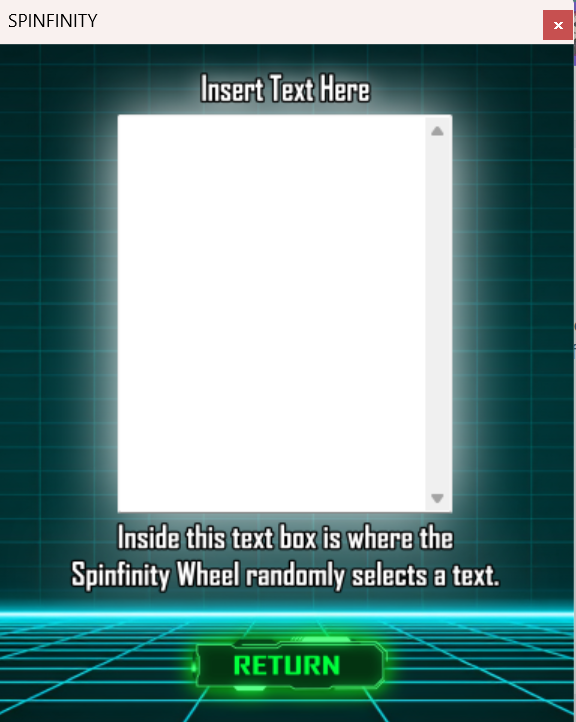 SPINFINITY
Insert Text Here
Inside this text box is where the
Spinfinity Wheel randomly selects a text.
RETURN